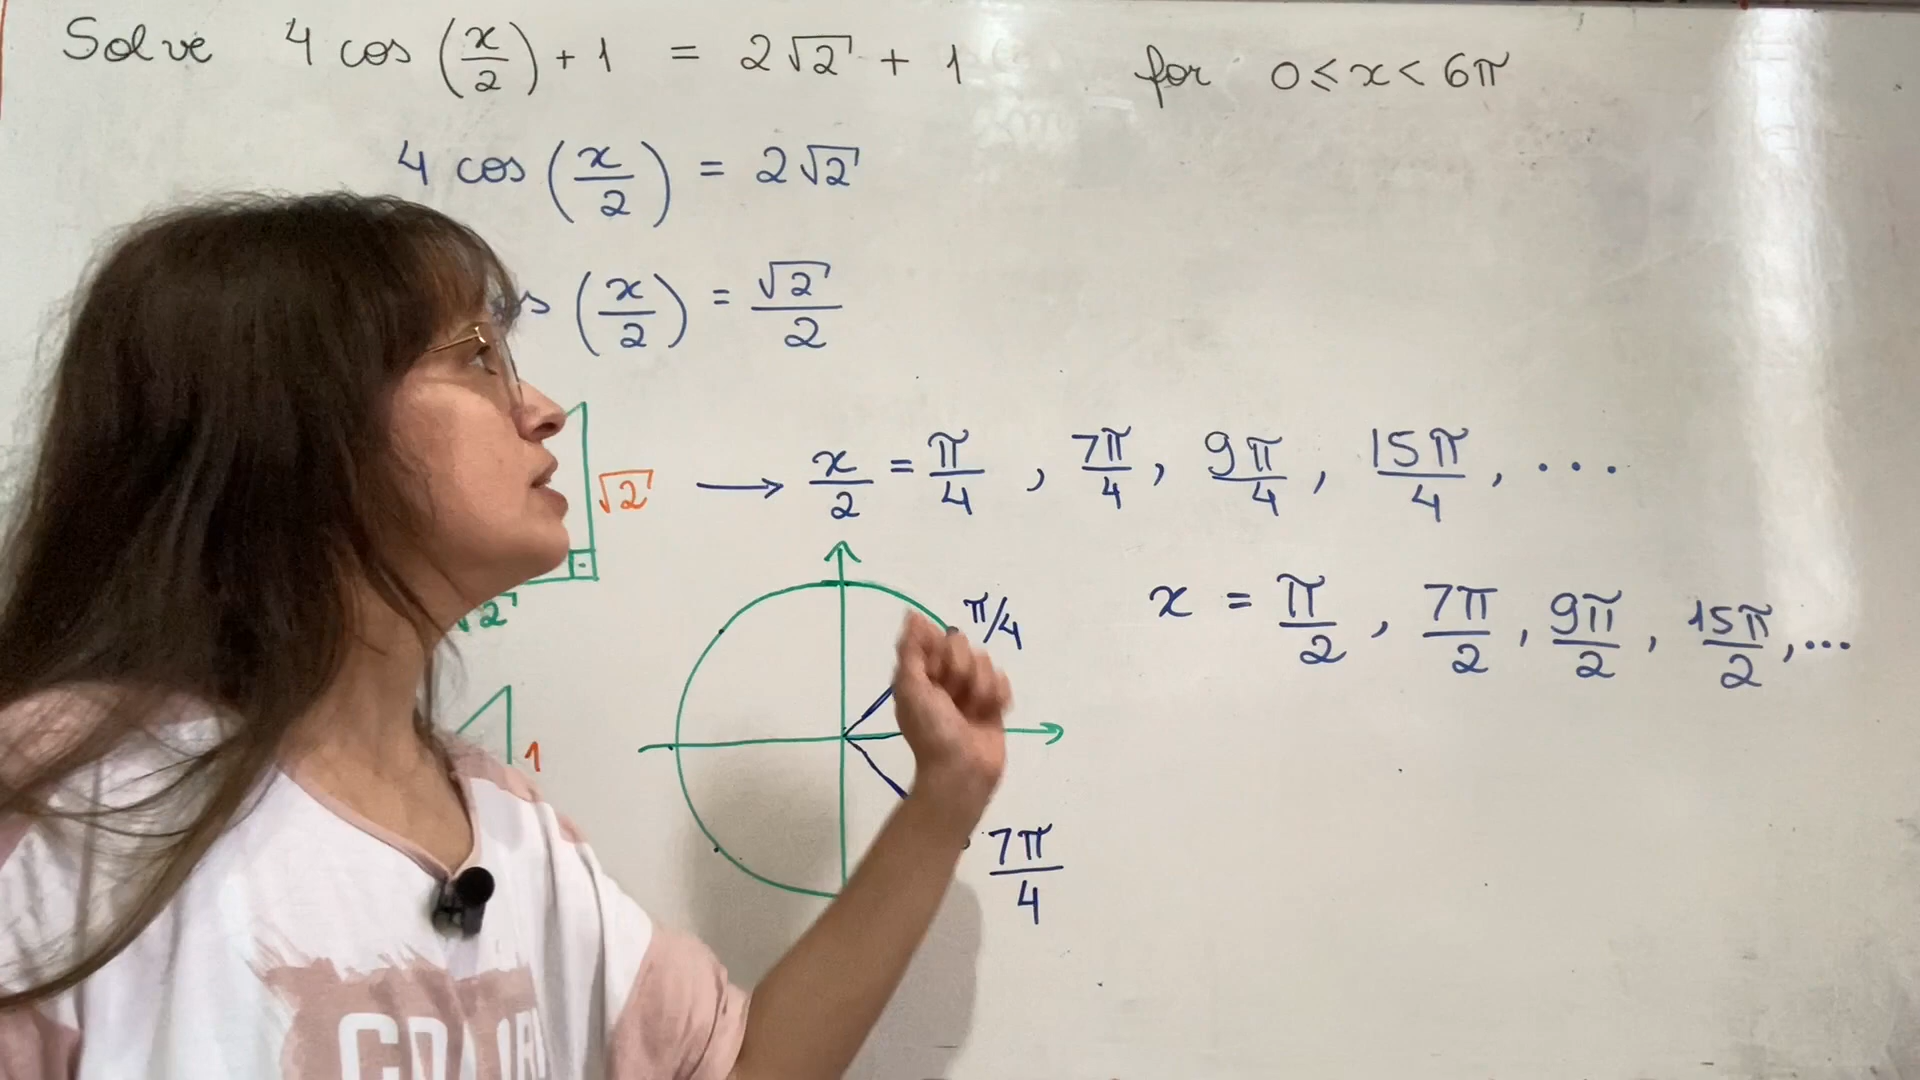 Solve 4 cos (x/2) + 1 = 2√2 + 1 for 0 ≤ x < 6π
4 cos (x/2) = 2√2
(x/2) = √2/2
√2 → x/2 = π/4 , 7π/4 , 9π/4 , 15π/4 , ...
√2
π/4
x = π/2 , 7π/2 , 9π/2 , 15π/2 , ...
1
7π/4